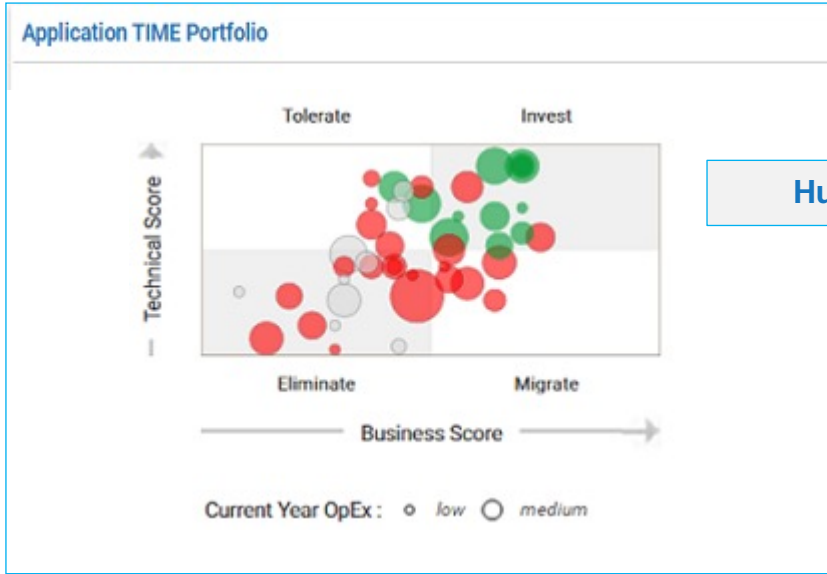 Application TIME Portfolio
Tolerate Invest
Hu
Technical Score
Eliminate Migrate
Business Score
Current Year OpEx : low medium